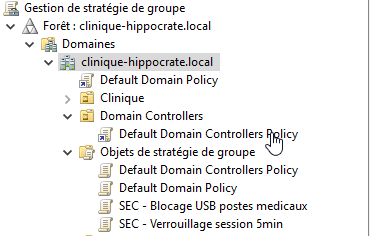 Gestion de stratégie de groupe
Forêt : clinique-hippocrate.local
Domaines
clinique-hippocrate.local
Default Domain Policy
Clinique
Domain Controllers
Default Domain Controllers Policy
Objets de stratégie de groupe
Default Domain Controllers Policy
Default Domain Policy
SEC - Blocage USB postes medicaux
SEC - Verrouillage session 5min